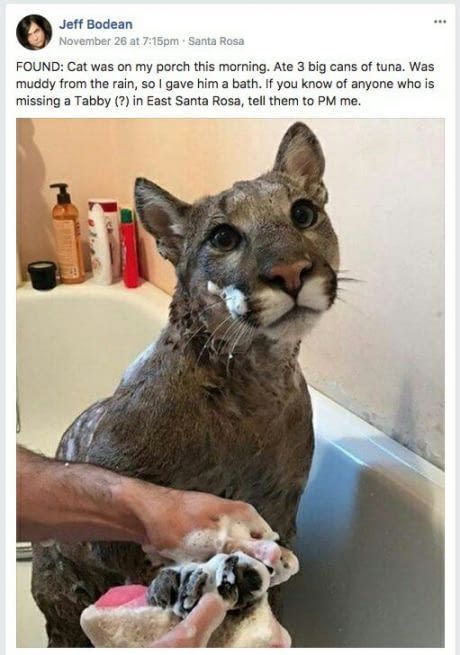 Jeff Bodean
November 26 at 7:15pm · Santa Rosa
FOUND: Cat was on my porch this morning. Ate 3 big cans of tuna. Was
muddy from the rain, so I gave him a bath. If you know of anyone who is
missing a Tabby (?) in East Santa Rosa, tell them to PM me.